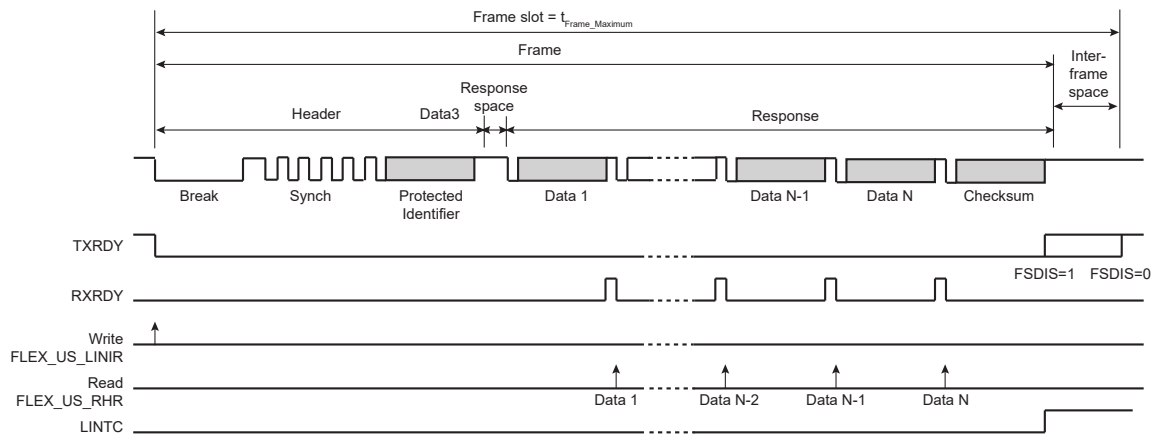 Frame slot = tFrame_Maximum
Frame
Inter-
frame
space
Response
space
Header
Data3
Response
Break
Synch
Protected
Identifier
Data 1
Data N-1
Data N
Checksum
TXRDY
FSDIS=1 FSDIS=0
RXRDY
Write
FLEX_US_LINIR
Read
FLEX_US_RHR
Data 1
Data N-2
Data N-1
Data N
LINTC